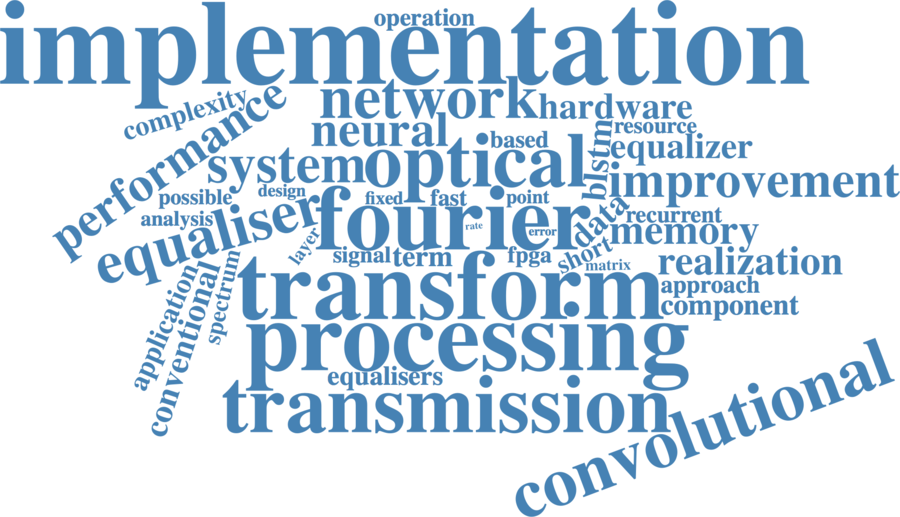 operation
implementation
complexity
performance
network
hardware
neural
based
blstm
resource
equalizer
system
optical
improvement
possible
design
analysis
equaliser
fixed
fast
point
fourier
rate
error
data
recurrent
memory
layer
signal
term
fpga
short
matrix
realization
application
conventional
spectrum
transform
approach
component
processing
equalisers
transmission
convolutional